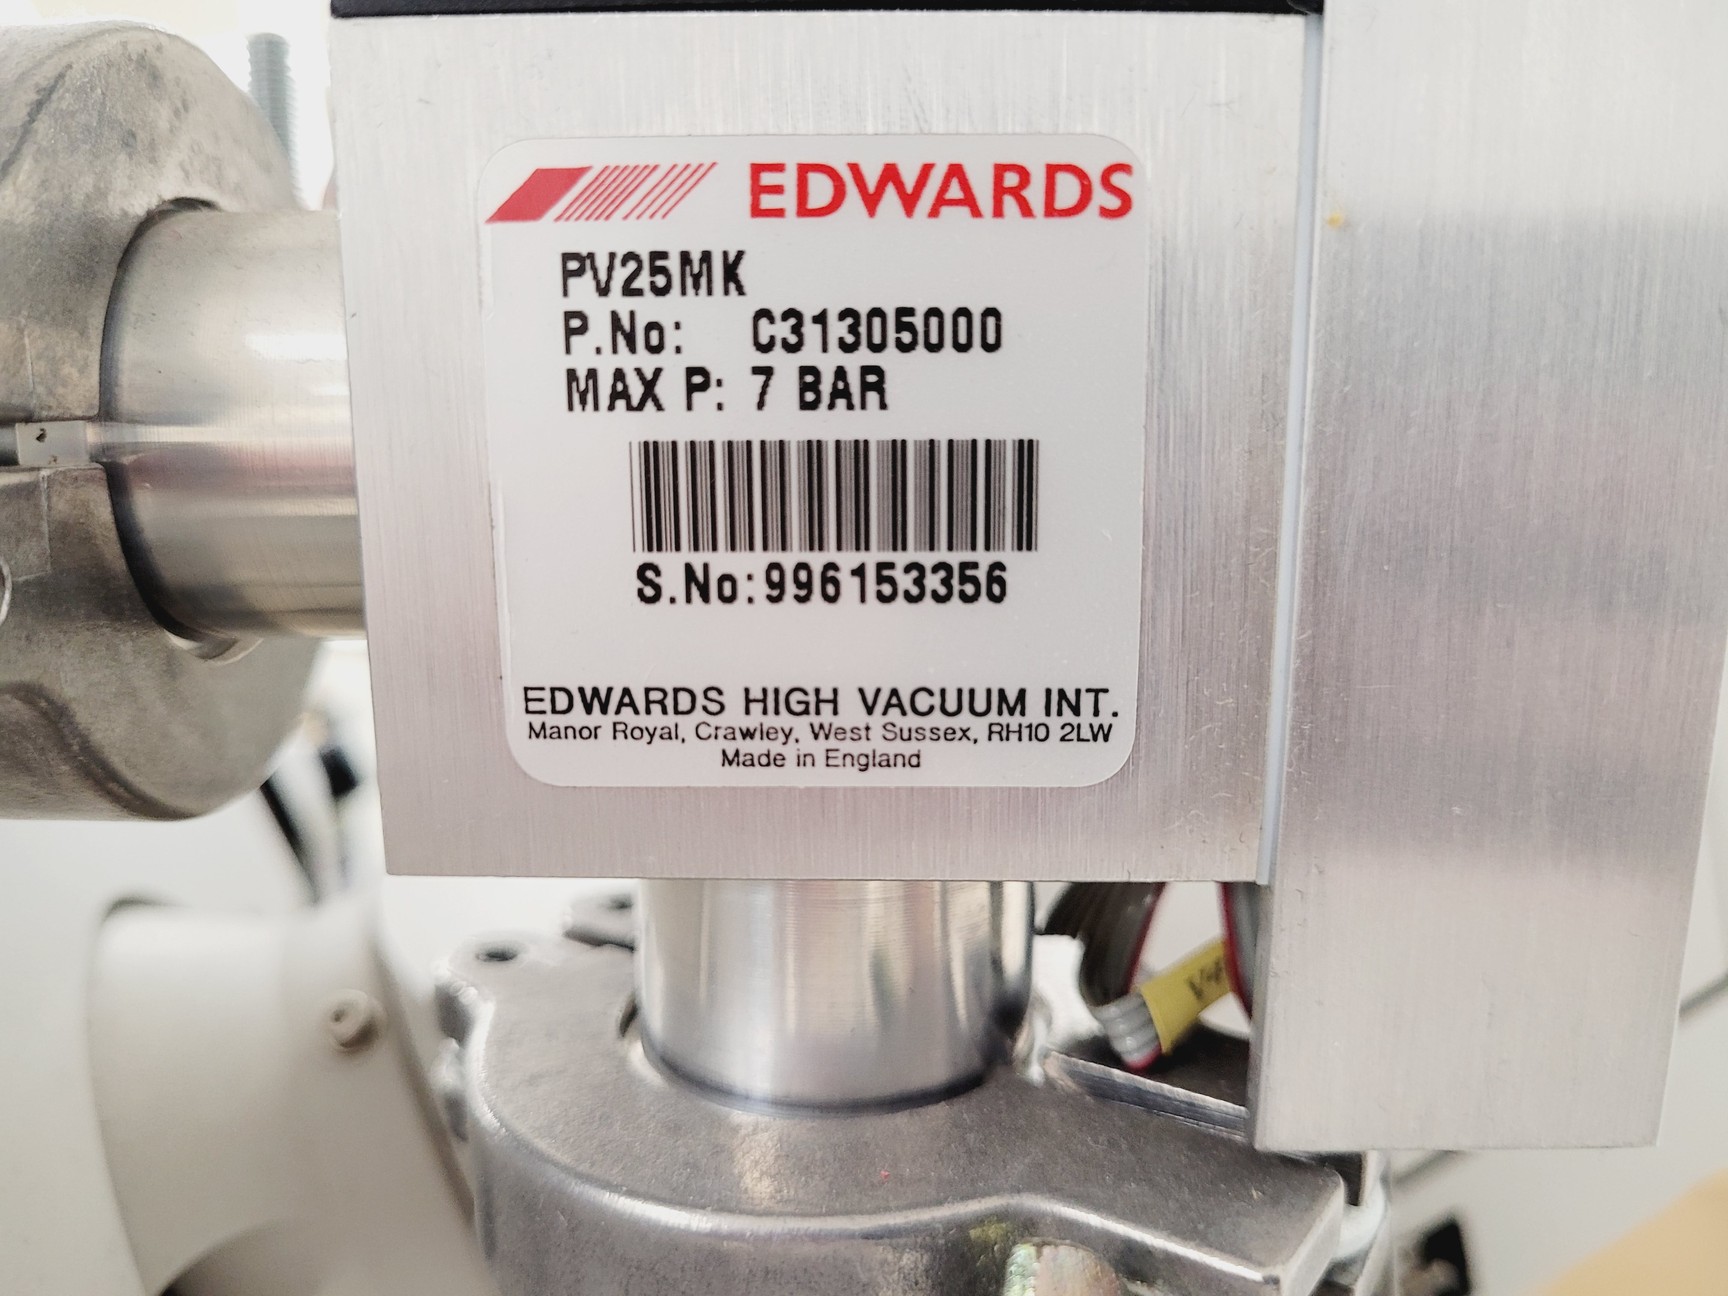 EDWARDS
PV25MK
P.No: C31305000
MAX P: 7 BAR
S.No:996153356
EDWARDS HIGH VACUUM INT.
Manor Royal, Crawley, West Sussex, RH10 2LW
Made in England